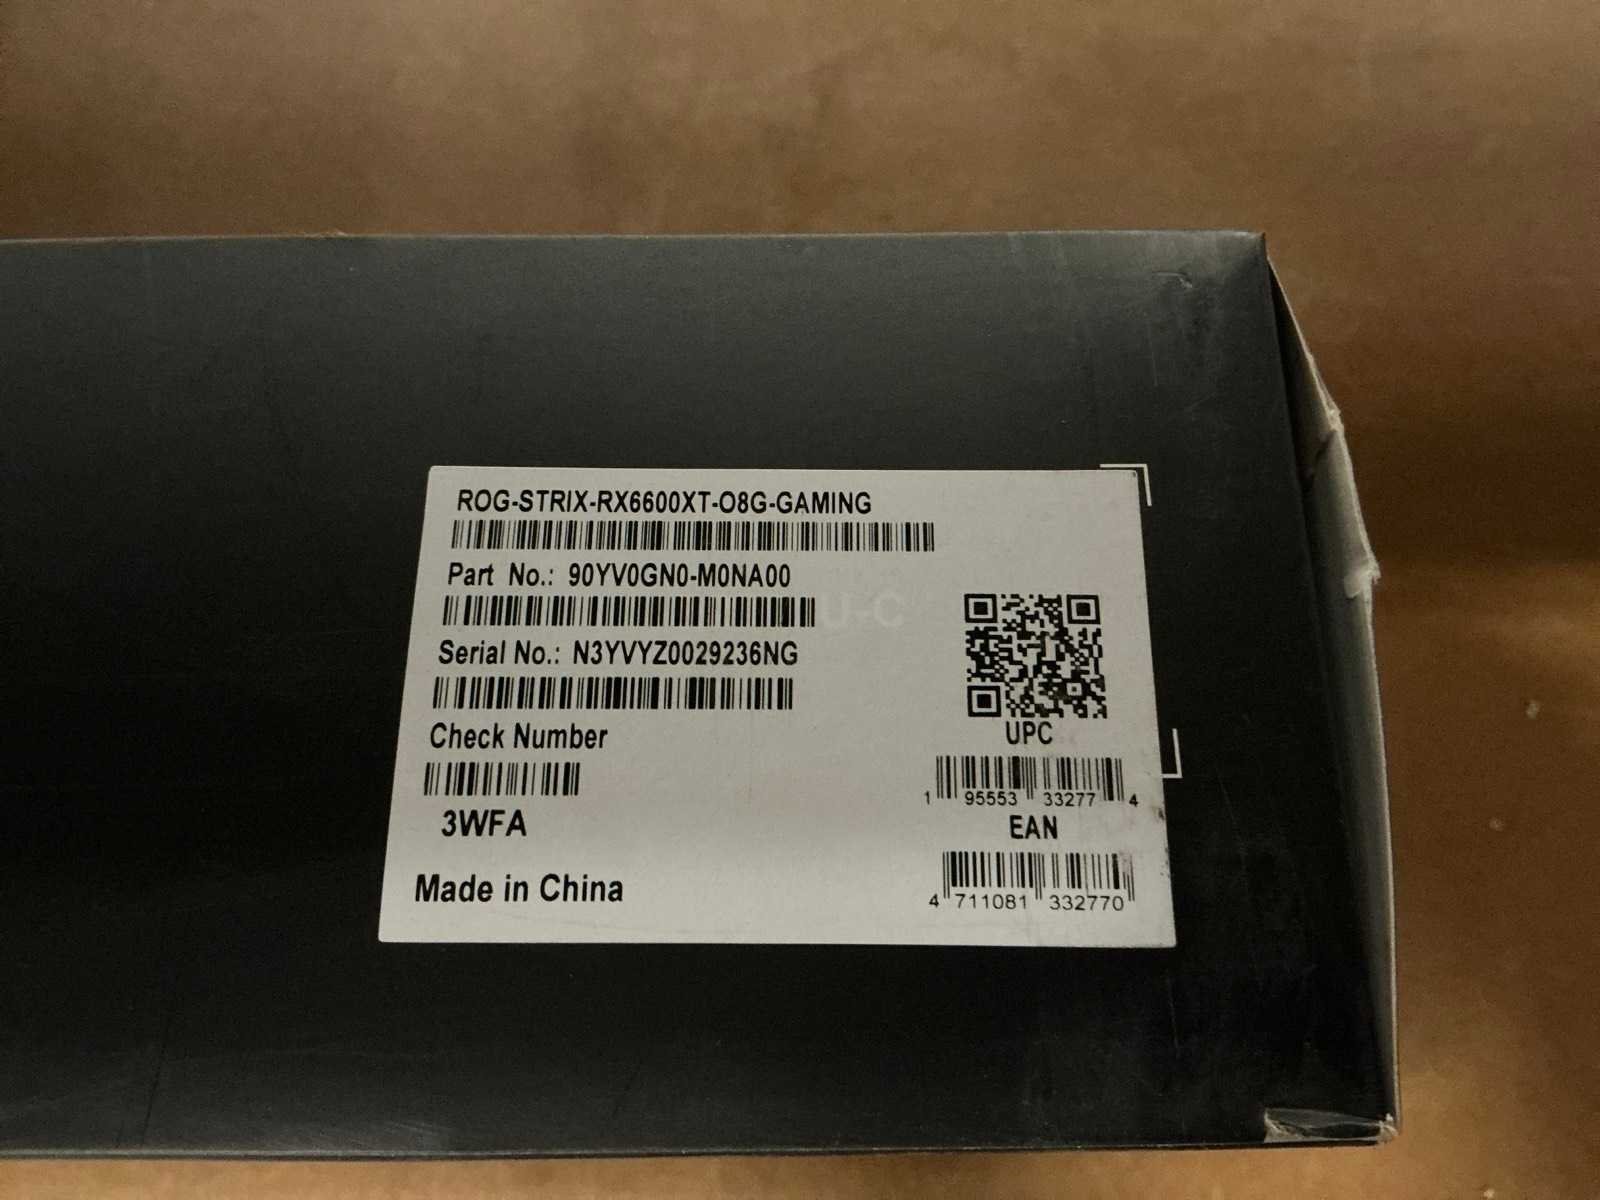 ROG-STRIX-RX6600XT-O8G-GAMING
Part No.: 90YV0GN0-M0NA00
U-C
Serial No.: N3YVYZ0029236NG
Check Number
3WFA
Made in China
UPC
1 95553 33277 4
EAN
4 711081 332770